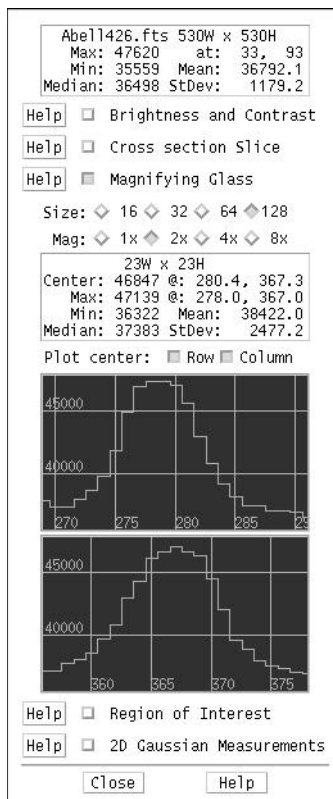 Abell426.fts 530W x 530H
Max: 47620 at: 33, 93
Min: 35559 Mean: 36792.1
Median: 36498 StDev: 1179.2
Help Brightness and Contrast
Help Cross section Slice
Help Magnifying Glass
Size: 16 32 64 128
Mag: 1x 2x 4x 8x
23W x 23H
Center: 46847 @: 280.4, 367.3
Max: 47139 @: 278.0, 367.0
Min: 36322 Mean: 38422.0
Median: 37383 StDev: 2477.2
Plot center: Row Column
45000
40000
270 275 280 285 29
45000
40000
360 365 370 375
Help Region of Interest
Help 2D Gaussian Measurements
Close Help